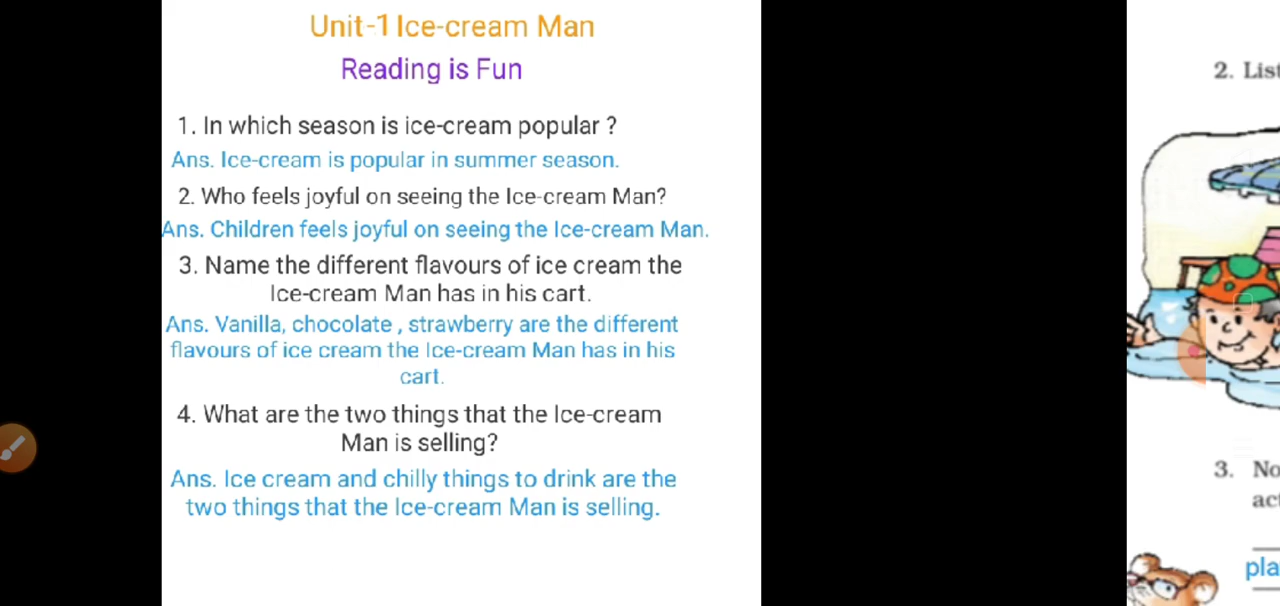 Unit-1 Ice-cream Man
Reading is Fun
1. In which season is ice-cream popular ?
Ans. Ice-cream is popular in summer season.
2. Who feels joyful on seeing the Ice-cream Man?
Ans. Children feels joyful on seeing the Ice-cream Man.
3. Name the different flavours of ice cream the
Ice-cream Man has in his cart.
Ans. Vanilla, chocolate , strawberry are the different
flavours of ice cream the Ice-cream Man has in his
cart.
4. What are the two things that the Ice-cream
Man is selling?
Ans. Ice cream and chilly things to drink are the
two things that the Ice-cream Man is selling.
2.
3.